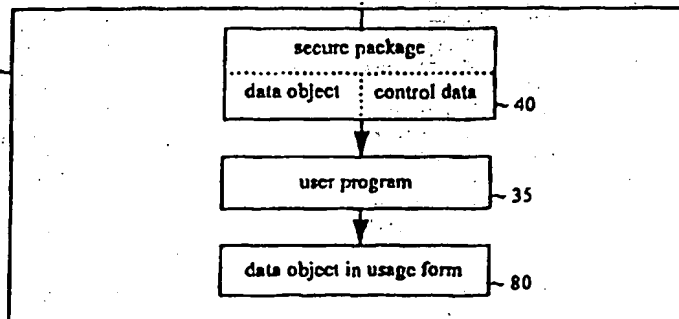 secure package
data object control data
40
user program
35
data object in usage form
80